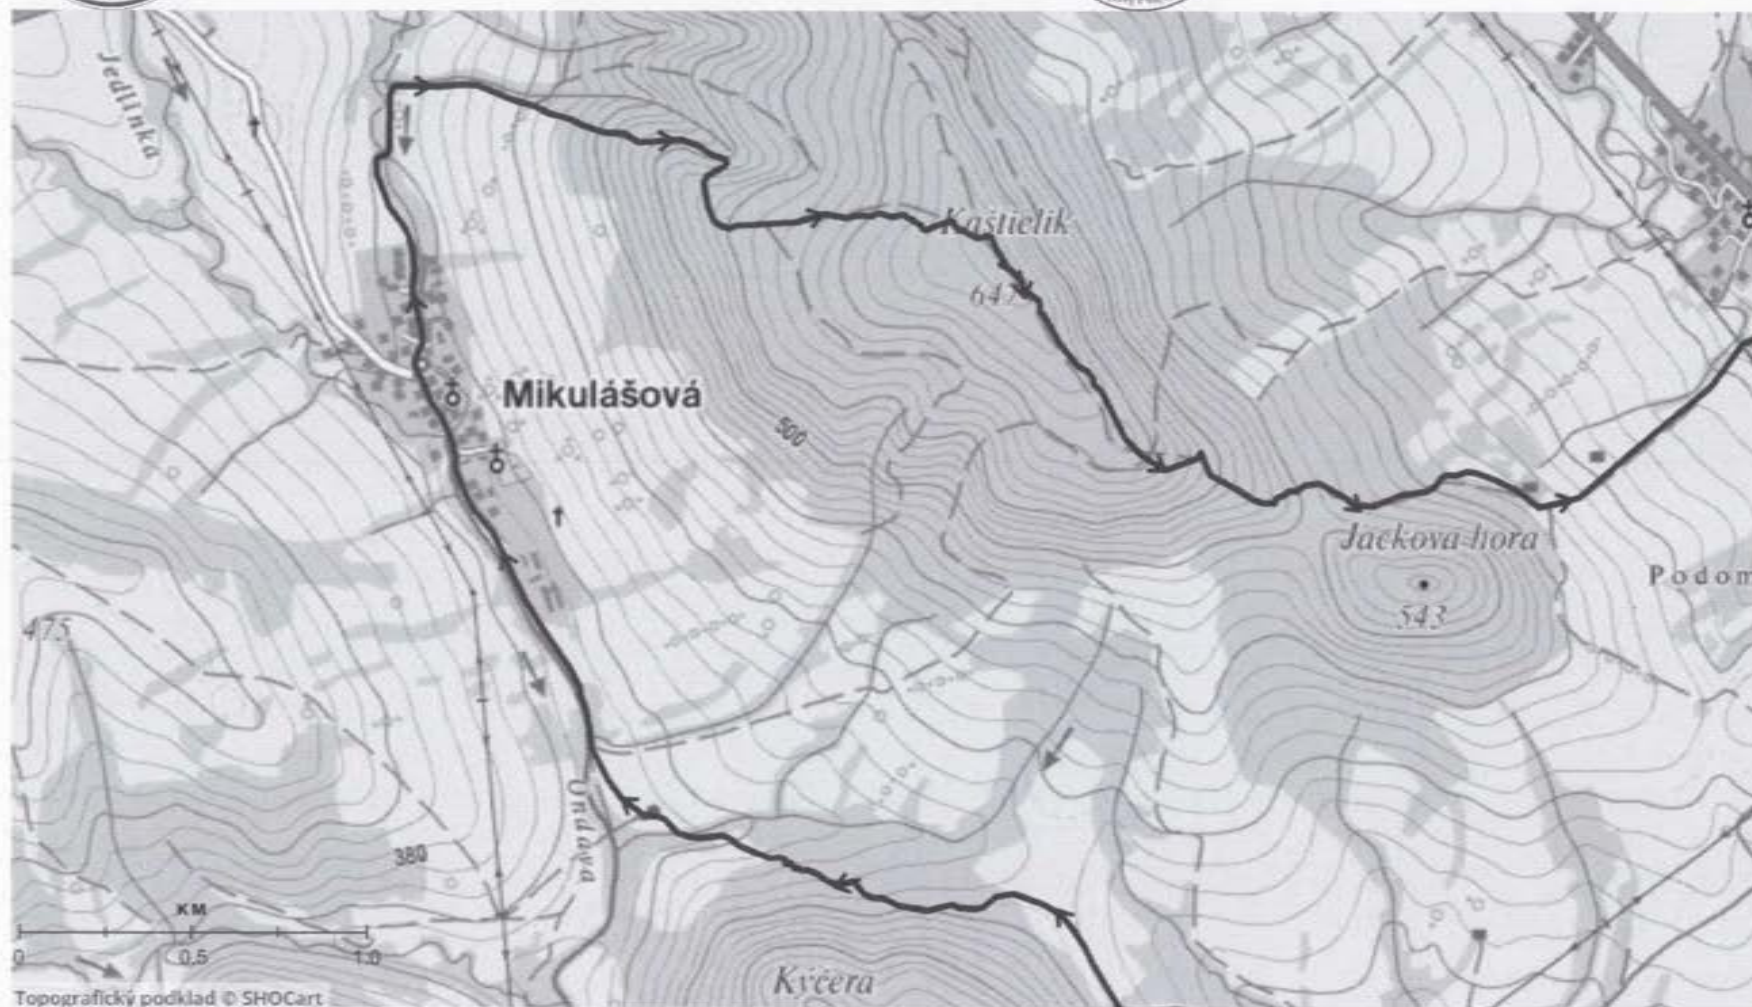 Jedlinka
Kaštielik
647
Mikulášová
500
Jackova hora
543
Podom
475
Ondava
380
KM
0 0.5 1.0
Kýčera
Topografický podklad © SHOCart